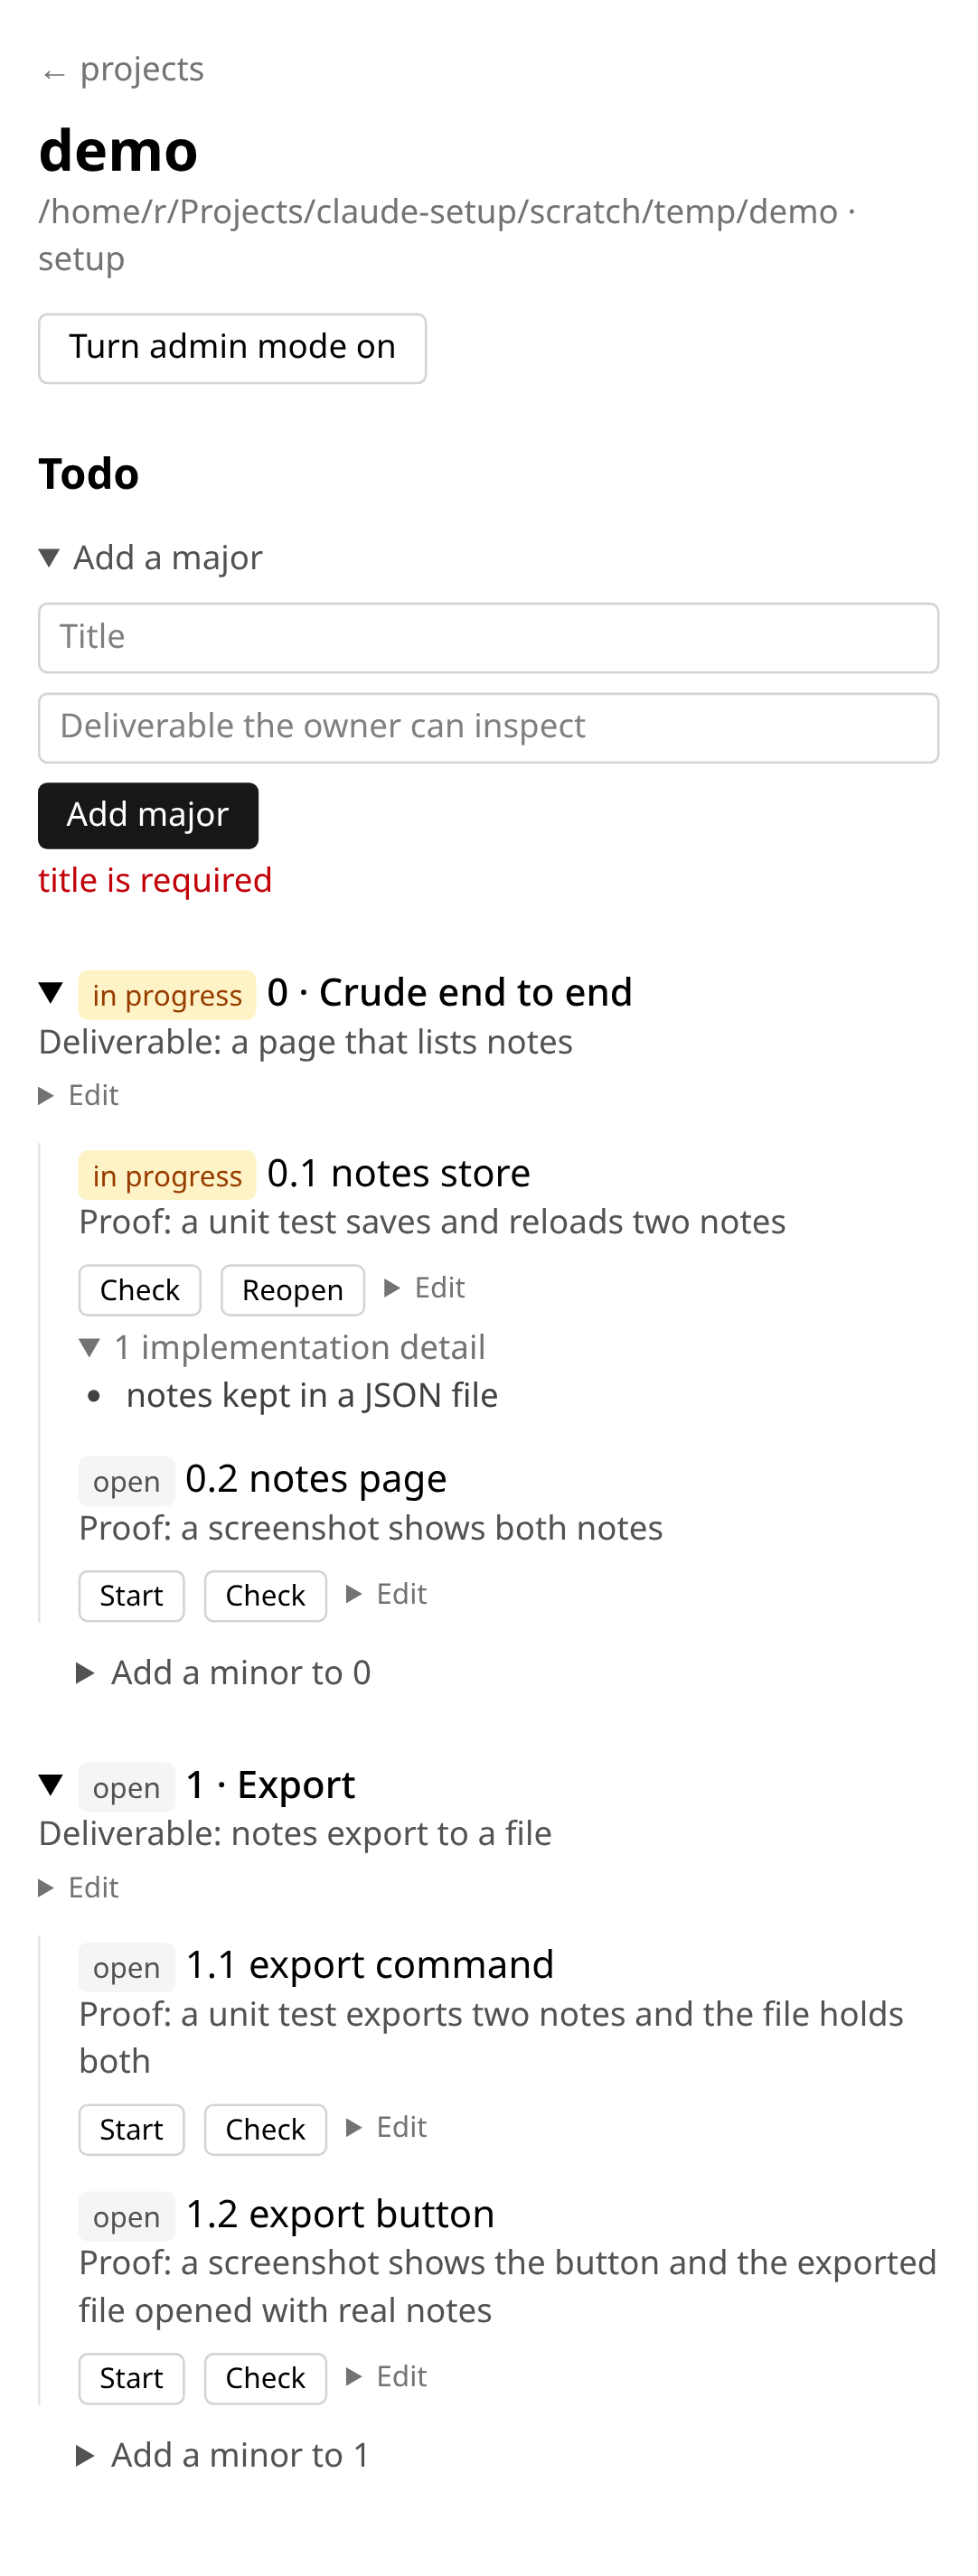 ← projects
demo
/home/r/Projects/claude-setup/scratch/temp/demo ·
setup
Turn admin mode on
Todo
▼ Add a major
Title
Deliverable the owner can inspect
Add major
title is required
▼ in progress 0 · Crude end to end
Deliverable: a page that lists notes
▶ Edit
in progress 0.1 notes store
Proof: a unit test saves and reloads two notes
Check Reopen ▶ Edit
▼ 1 implementation detail
• notes kept in a JSON file
open 0.2 notes page
Proof: a screenshot shows both notes
Start Check ▶ Edit
▶ Add a minor to 0
▼ open 1 · Export
Deliverable: notes export to a file
▶ Edit
open 1.1 export command
Proof: a unit test exports two notes and the file holds
both
Start Check ▶ Edit
open 1.2 export button
Proof: a screenshot shows the button and the exported
file opened with real notes
Start Check ▶ Edit
▶ Add a minor to 1